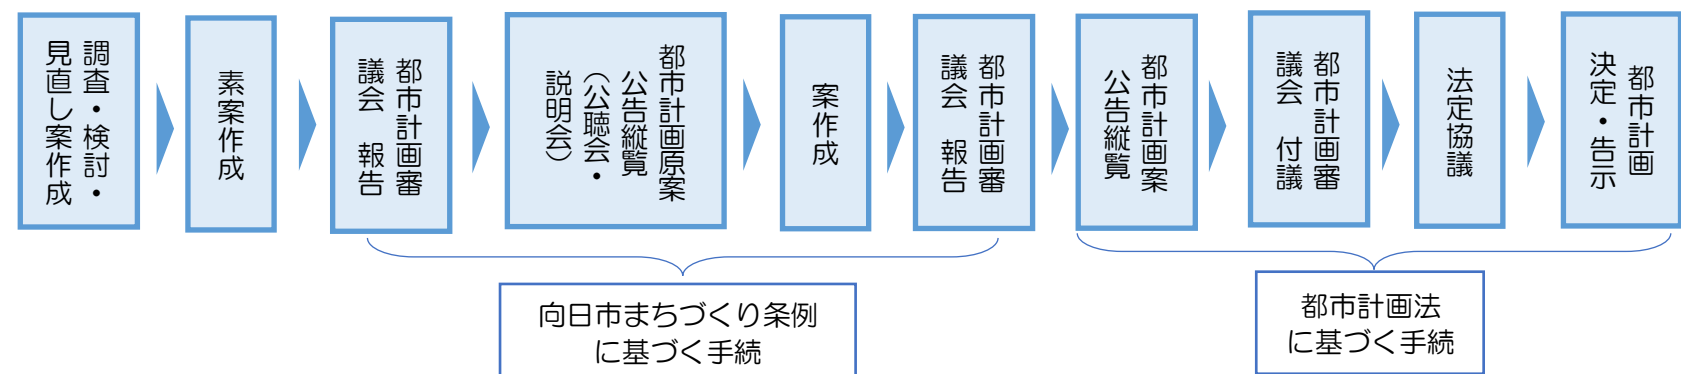 調査・検討・
見直し案作成
素案作成
都市計画審
議会　報告
都市計画原案
公告縦覧
（公聴会・
説明会）
案作成
都市計画審
議会　報告
都市計画案
公告縦覧
都市計画審
議会　付議
法定協議
都市計画
決定・告示
向日市まちづくり条例
に基づく手続
都市計画法
に基づく手続